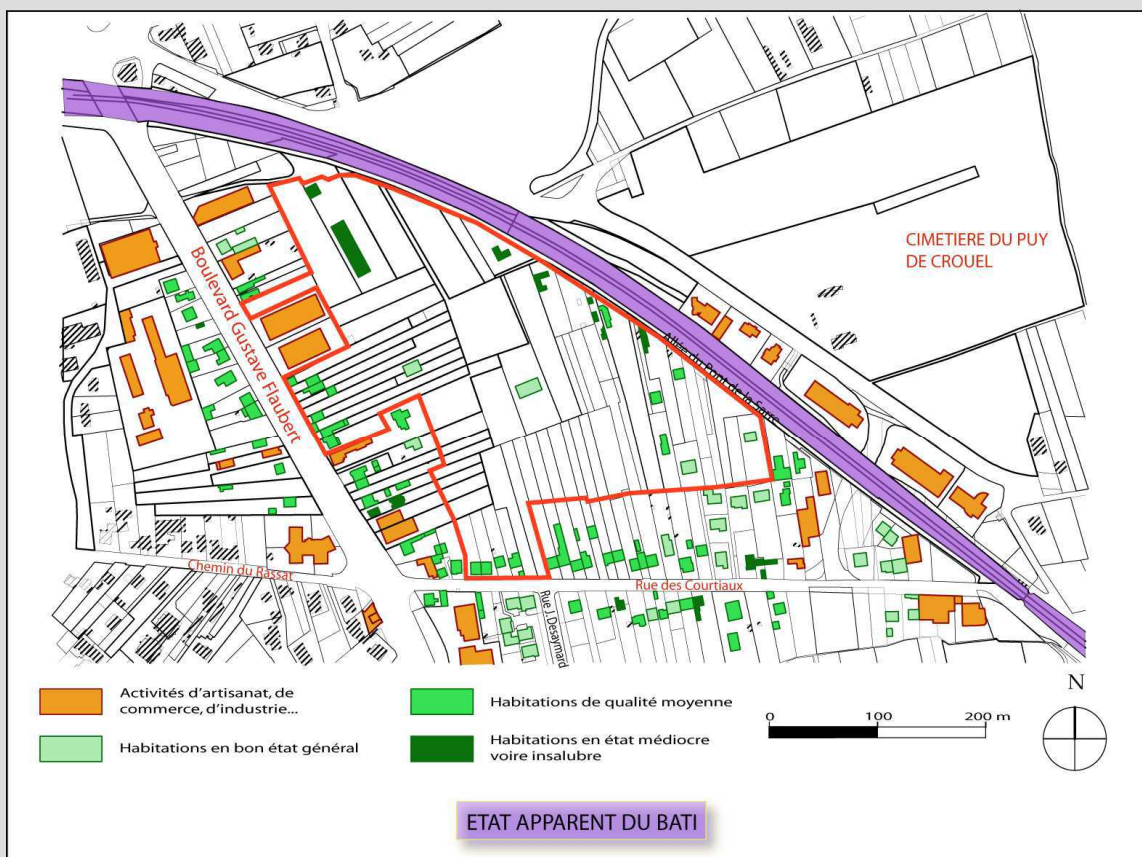 CIMETIERE DU PUY
DE CROUEL
Boulevard Gustave Flaubert
Allée du Pont de la Sarre
Chemin du Rassat
Rue des Courtiaux
Rue J. Desaymard
Activités d'artisanat, de
commerce, d'industrie...
Habitations en bon état général
Habitations de qualité moyenne
Habitations en état médiocre
voire insalubre
0 100 200 m
N
ETAT APPARENT DU BATI